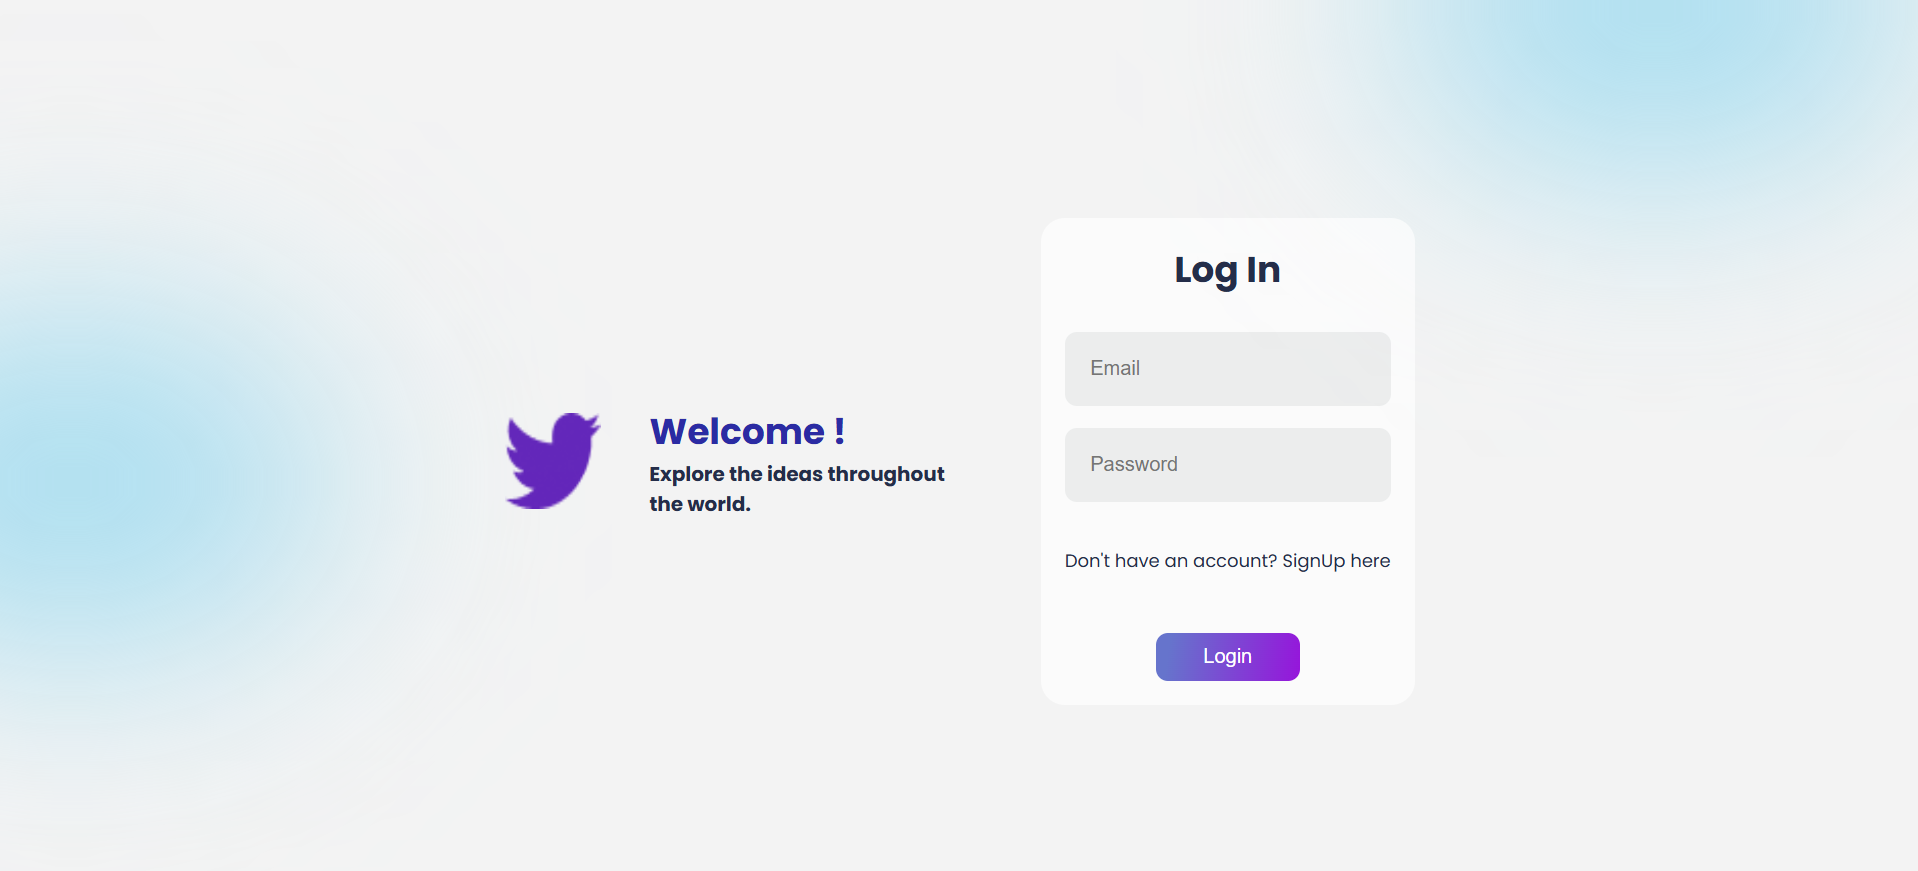 Welcome !
Explore the ideas throughout
the world.
Log In
Email
Password
Don't have an account? SignUp here
Login